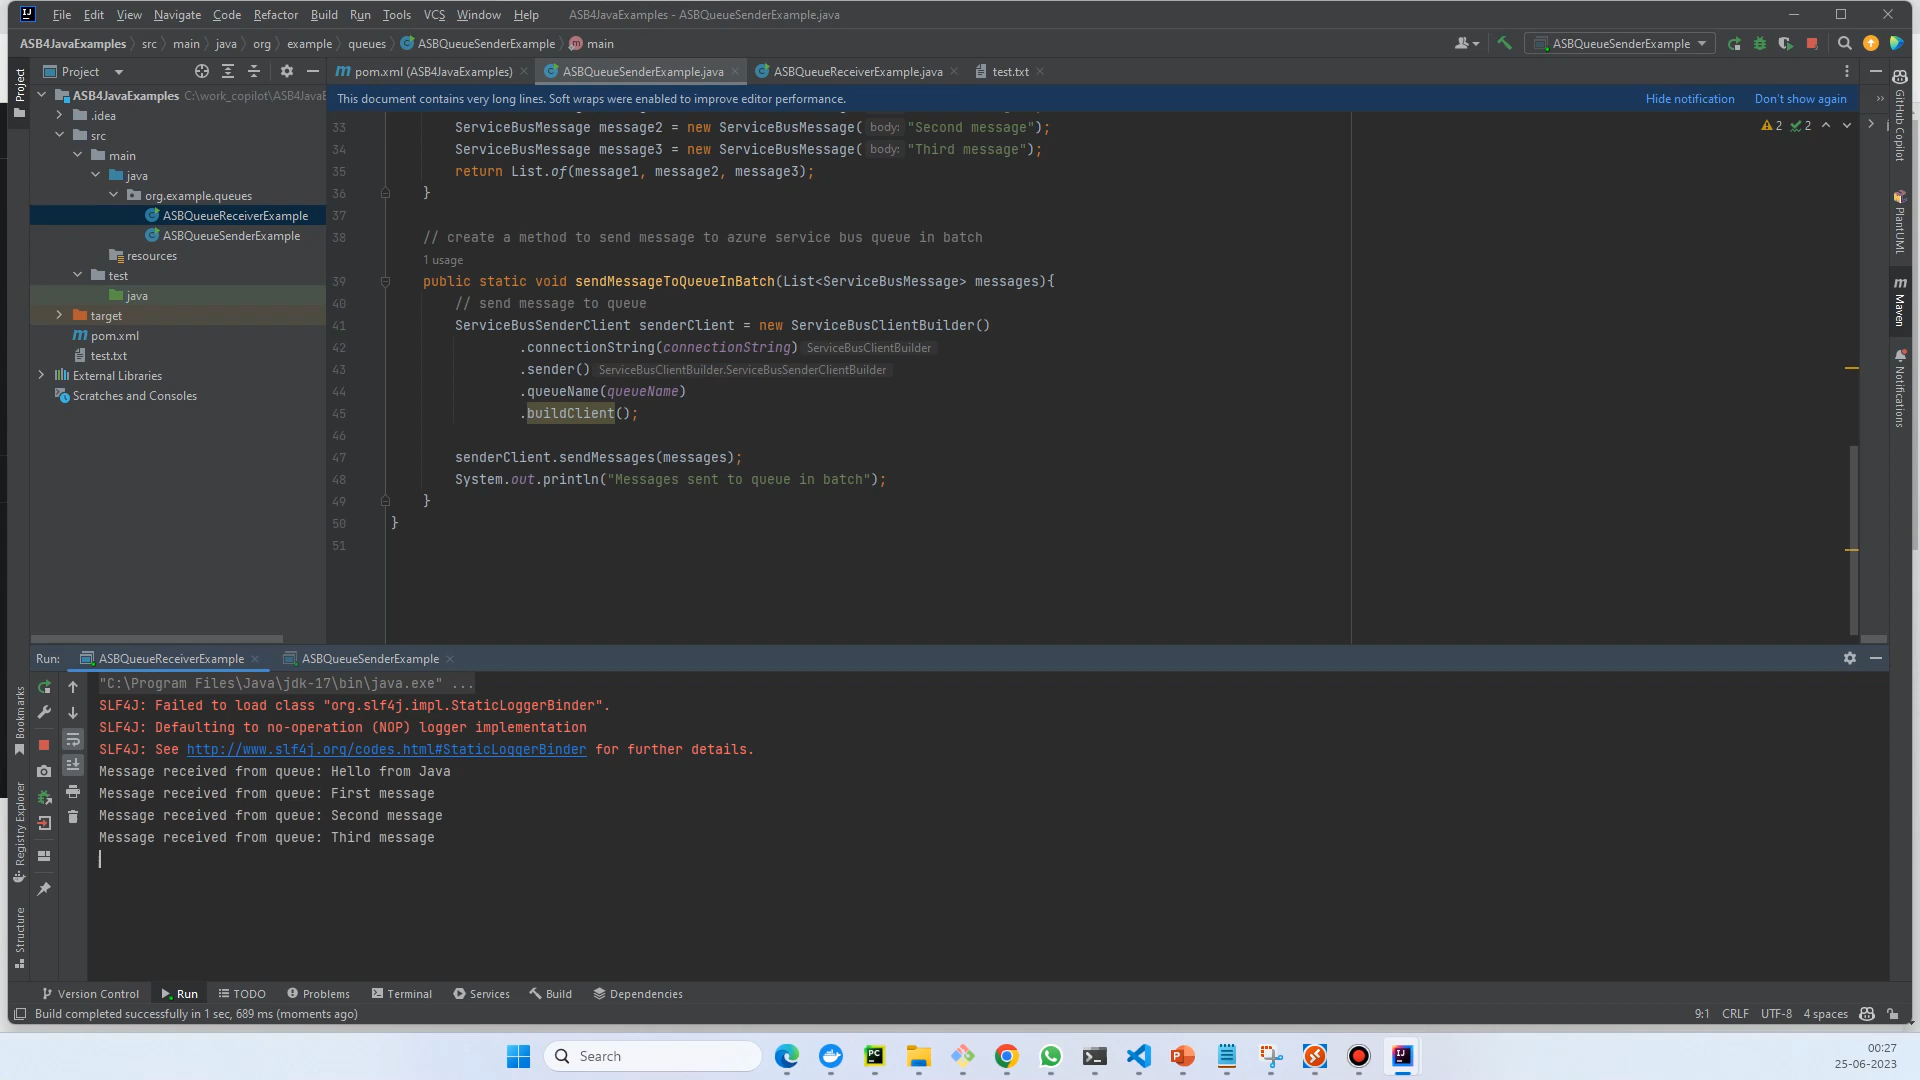 File Edit View Navigate Code Refactor Build Run Tools VCS Window Help ASB4JavaExamples - ASBQueueSenderExample.java
ASB4JavaExamples src main java org example queues ASBQueueSenderExample main
ASBQueueSenderExample
Project
pom.xml (ASB4JavaExamples) ASBQueueSenderExample.java ASBQueueReceiverExample.java test.txt
This document contains very long lines. Soft wraps were enabled to improve editor performance. Hide notification Don't show again
ASB4JavaExamples C:\work_copilot\ASB4JavaE
.idea
src
main
java
org.example.queues
ASBQueueReceiverExample
ASBQueueSenderExample
resources
test
java
target
pom.xml
test.txt
External Libraries
Scratches and Consoles
2 2
33 ServiceBusMessage message2 = new ServiceBusMessage( body: "Second message");
34 ServiceBusMessage message3 = new ServiceBusMessage( body: "Third message");
35 return List.of(message1, message2, message3);
36 }
37
38 // create a method to send message to azure service bus queue in batch
1 usage
39 public static void sendMessageToQueueInBatch(List<ServiceBusMessage> messages){
40 // send message to queue
41 ServiceBusSenderClient senderClient = new ServiceBusClientBuilder()
42 .connectionString(connectionString) ServiceBusClientBuilder
43 .sender() ServiceBusClientBuilder.ServiceBusSenderClientBuilder
44 .queueName(queueName)
45 .buildClient();
46
47 senderClient.sendMessages(messages);
48 System.out.println("Messages sent to queue in batch");
49 }
50 }
51
Project
Bookmarks
Registry Explorer
Structure
GitHub Copilot
PlantUML
Maven
Notifications
Run: ASBQueueReceiverExample ASBQueueSenderExample
"C:\Program Files\Java\jdk-17\bin\java.exe" ...
SLF4J: Failed to load class "org.slf4j.impl.StaticLoggerBinder".
SLF4J: Defaulting to no-operation (NOP) logger implementation
SLF4J: See http://www.slf4j.org/codes.html#StaticLoggerBinder for further details.
Message received from queue: Hello from Java
Message received from queue: First message
Message received from queue: Second message
Message received from queue: Third message
Version Control Run TODO Problems Terminal Services Build Dependencies
Build completed successfully in 1 sec, 689 ms (moments ago) 9:1 CRLF UTF-8 4 spaces
Search
00:27
25-06-2023